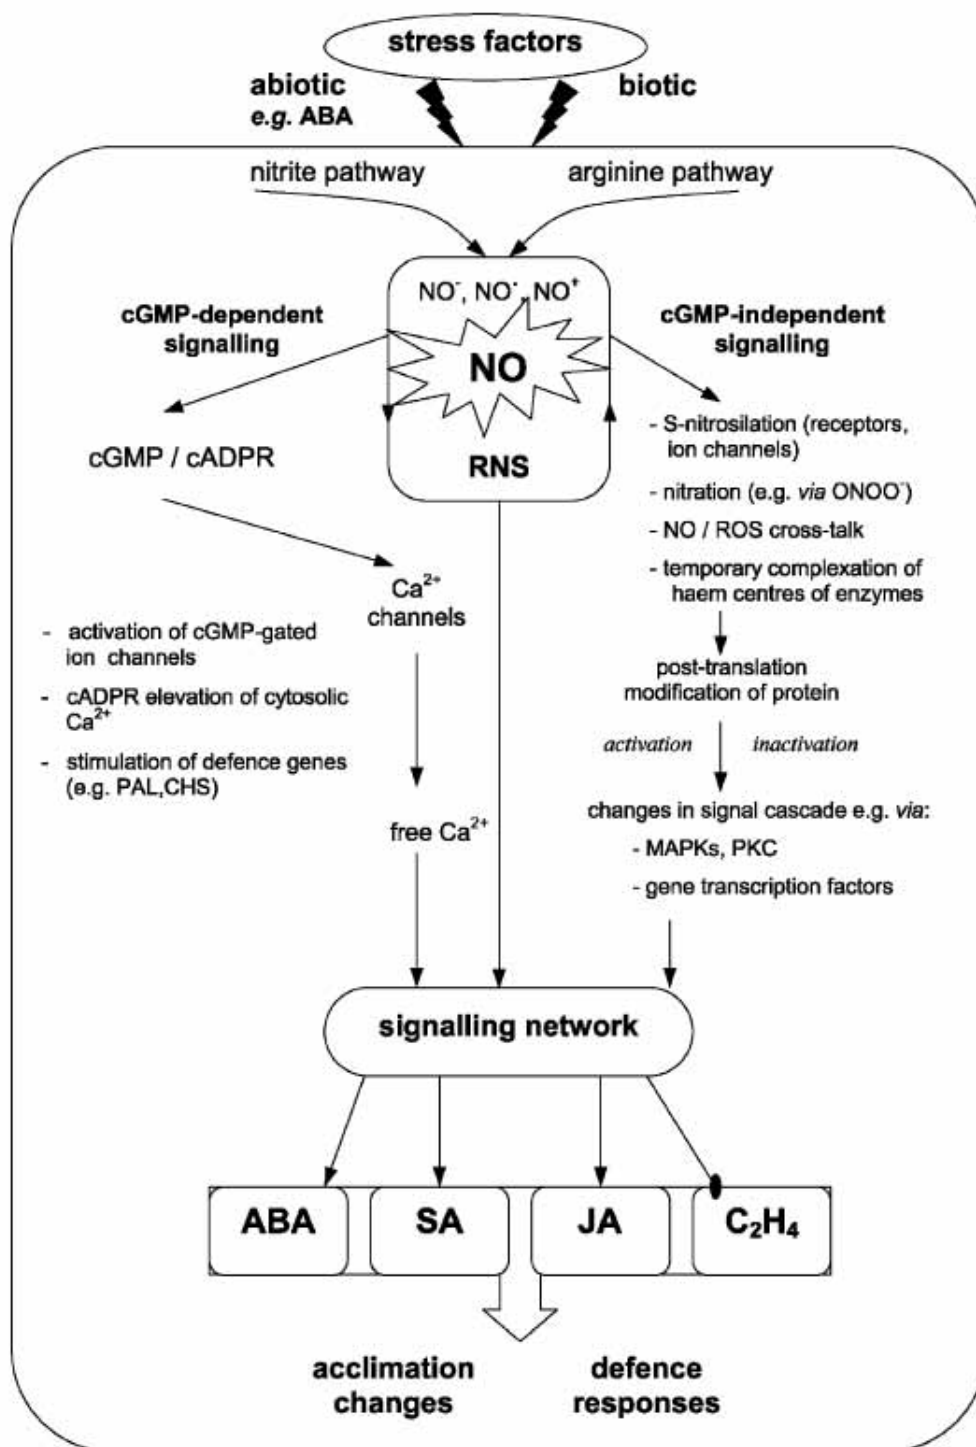 stress factors
abiotic
e.g. ABA
biotic
nitrite pathway
arginine pathway
NO⁻, NO˙, NO⁺
NO
RNS
cGMP-dependent
signalling
cGMP / cADPR
Ca²⁺
channels
- activation of cGMP-gated
ion channels
- cADPR elevation of cytosolic
Ca²⁺
- stimulation of defence genes
(e.g. PAL,CHS)
free Ca²⁺
cGMP-independent
signalling
- S-nitrosilation (receptors,
ion channels)
- nitration (e.g. via ONOO⁻)
- NO / ROS cross-talk
- temporary complexation of
haem centres of enzymes
post-translation
modification of protein
activation
inactivation
changes in signal cascade e.g. via:
- MAPKs, PKC
- gene transcription factors
signalling network
ABA
SA
JA
C₂H₄
acclimation
changes
defence
responses